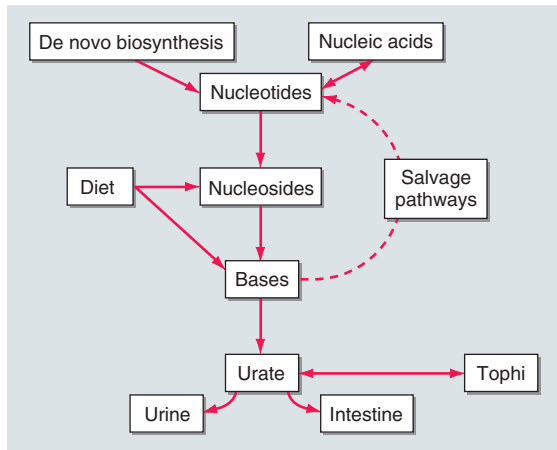 De novo biosynthesis
Nucleic acids
Nucleotides
Diet
Nucleosides
Salvage
pathways
Bases
Urate
Tophi
Urine
Intestine